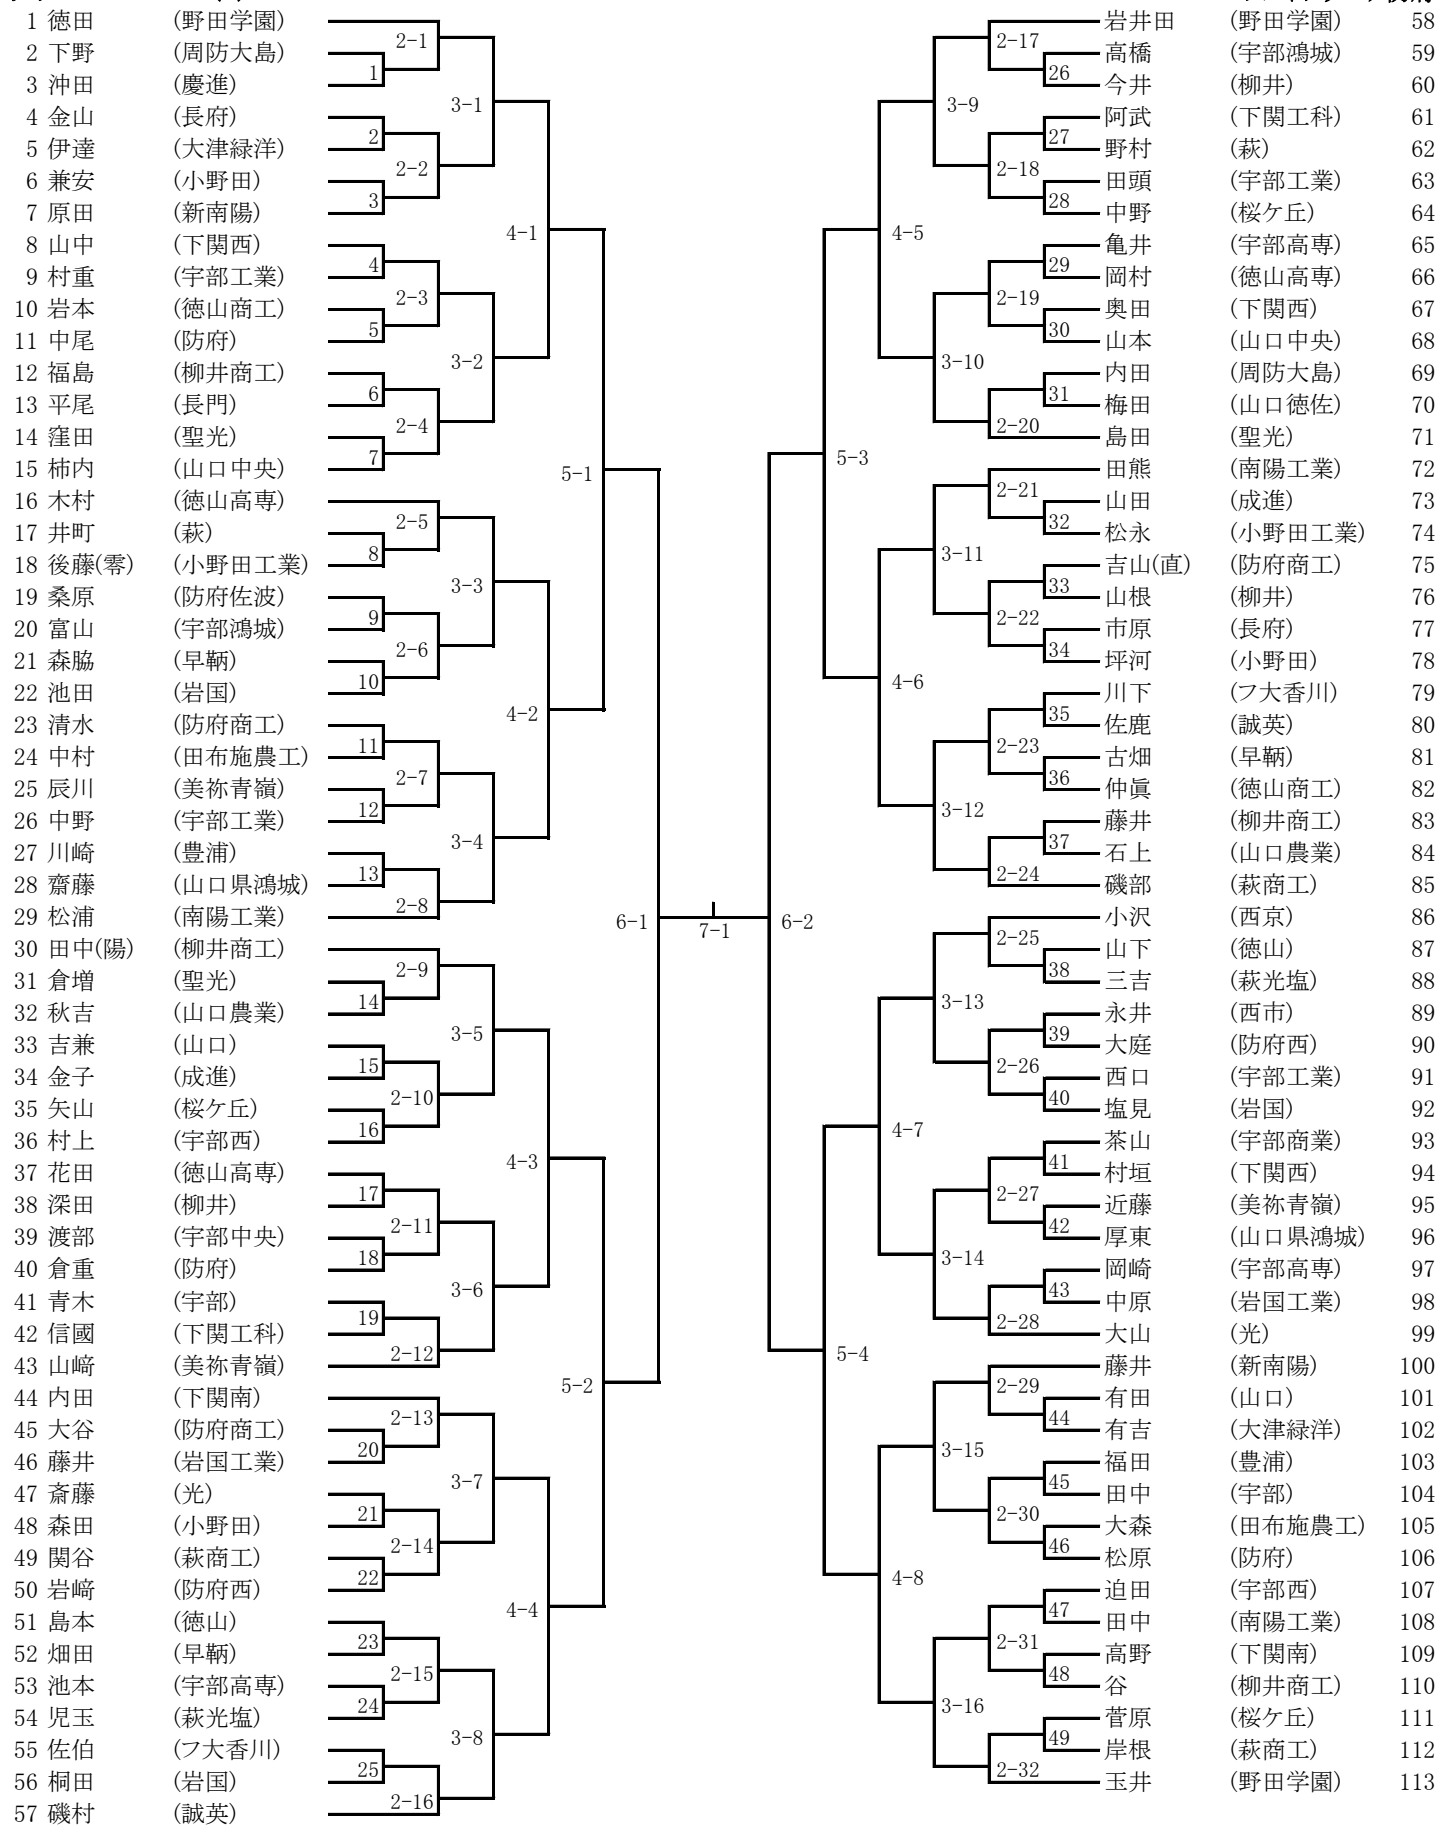 1 徳田 (野田学園)
2 下野 (周防大島)
3 沖田 (慶進)
4 金山 (長府)
5 伊達 (大津緑洋)
6 兼安 (小野田)
7 原田 (新南陽)
8 山中 (下関西)
9 村重 (宇部工業)
10 岩本 (徳山商工)
11 中尾 (防府)
12 福島 (柳井商工)
13 平尾 (長門)
14 窪田 (聖光)
15 柿内 (山口中央)
16 木村 (徳山高専)
17 井町 (萩)
18 後藤(零) (小野田工業)
19 桑原 (防府佐波)
20 富山 (宇部鴻城)
21 森脇 (早鞆)
22 池田 (岩国)
23 清水 (防府商工)
24 中村 (田布施農工)
25 辰川 (美祢青嶺)
26 中野 (宇部工業)
27 川崎 (豊浦)
28 齋藤 (山口県鴻城)
29 松浦 (南陽工業)
30 田中(陽) (柳井商工)
31 倉増 (聖光)
32 秋吉 (山口農業)
33 吉兼 (山口)
34 金子 (成進)
35 矢山 (桜ケ丘)
36 村上 (宇部西)
37 花田 (徳山高専)
38 深田 (柳井)
39 渡部 (宇部中央)
40 倉重 (防府)
41 青木 (宇部)
42 信國 (下関工科)
43 山﨑 (美祢青嶺)
44 内田 (下関南)
45 大谷 (防府商工)
46 藤井 (岩国工業)
47 斎藤 (光)
48 森田 (小野田)
49 関谷 (萩商工)
50 岩﨑 (防府西)
51 島本 (徳山)
52 畑田 (早鞆)
53 池本 (宇部高専)
54 児玉 (萩光塩)
55 佐伯 (フ大香川)
56 桐田 (岩国)
57 磯村 (誠英)
1
2
3
4
5
6
7
8
9
10
11
12
13
14
15
16
17
18
19
20
21
22
23
24
25
2-1
2-2
2-3
2-4
2-5
2-6
2-7
2-8
2-9
2-10
2-11
2-12
2-13
2-14
2-15
2-16
3-1
3-2
3-3
3-4
3-5
3-6
3-7
3-8
4-1
4-2
4-3
4-4
5-1
5-2
6-1
7-1
6-2
5-3
5-4
4-5
4-6
4-7
4-8
3-9
3-10
3-11
3-12
3-13
3-14
3-15
3-16
2-17
2-18
2-19
2-20
2-21
2-22
2-23
2-24
2-25
2-26
2-27
2-28
2-29
2-30
2-31
2-32
26
27
28
29
30
31
32
33
34
35
36
37
38
39
40
41
42
43
44
45
46
47
48
49
岩井田 (野田学園) 58
高橋 (宇部鴻城) 59
今井 (柳井) 60
阿武 (下関工科) 61
野村 (萩) 62
田頭 (宇部工業) 63
中野 (桜ケ丘) 64
亀井 (宇部高専) 65
岡村 (徳山高専) 66
奥田 (下関西) 67
山本 (山口中央) 68
内田 (周防大島) 69
梅田 (山口徳佐) 70
島田 (聖光) 71
田熊 (南陽工業) 72
山田 (成進) 73
松永 (小野田工業) 74
吉山(直) (防府商工) 75
山根 (柳井) 76
市原 (長府) 77
坪河 (小野田) 78
川下 (フ大香川) 79
佐鹿 (誠英) 80
古畑 (早鞆) 81
仲眞 (徳山商工) 82
藤井 (柳井商工) 83
石上 (山口農業) 84
磯部 (萩商工) 85
小沢 (西京) 86
山下 (徳山) 87
三吉 (萩光塩) 88
永井 (西市) 89
大庭 (防府西) 90
西口 (宇部工業) 91
塩見 (岩国) 92
茶山 (宇部商業) 93
村垣 (下関西) 94
近藤 (美祢青嶺) 95
厚東 (山口県鴻城) 96
岡崎 (宇部高専) 97
中原 (岩国工業) 98
大山 (光) 99
藤井 (新南陽) 100
有田 (山口) 101
有吉 (大津緑洋) 102
福田 (豊浦) 103
田中 (宇部) 104
大森 (田布施農工) 105
松原 (防府) 106
迫田 (宇部西) 107
田中 (南陽工業) 108
高野 (下関南) 109
谷 (柳井商工) 110
菅原 (桜ケ丘) 111
岸根 (萩商工) 112
玉井 (野田学園) 113